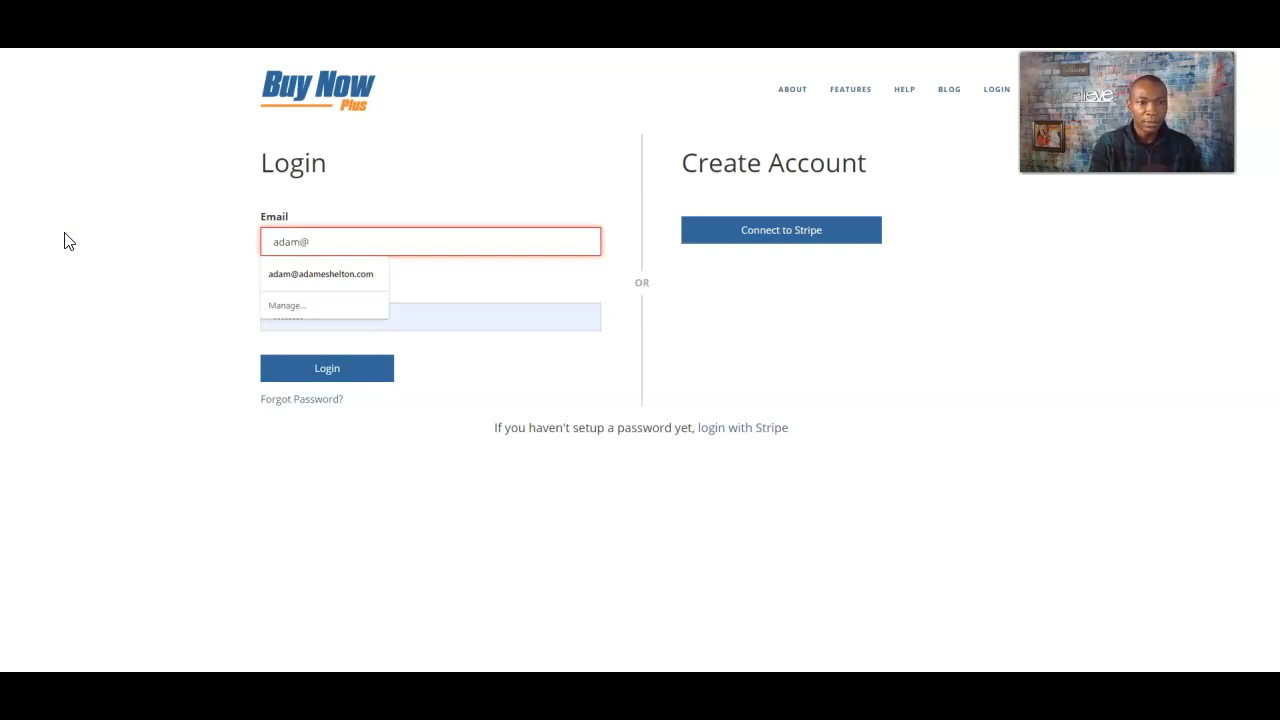 Buy Now
Plus
ABOUT
FEATURES
HELP
BLOG
LOGIN
Login
Create Account
Email
adam@
adam@adameshelton.com
Manage...
Connect to Stripe
OR
Login
Forgot Password?
If you haven't setup a password yet, login with Stripe